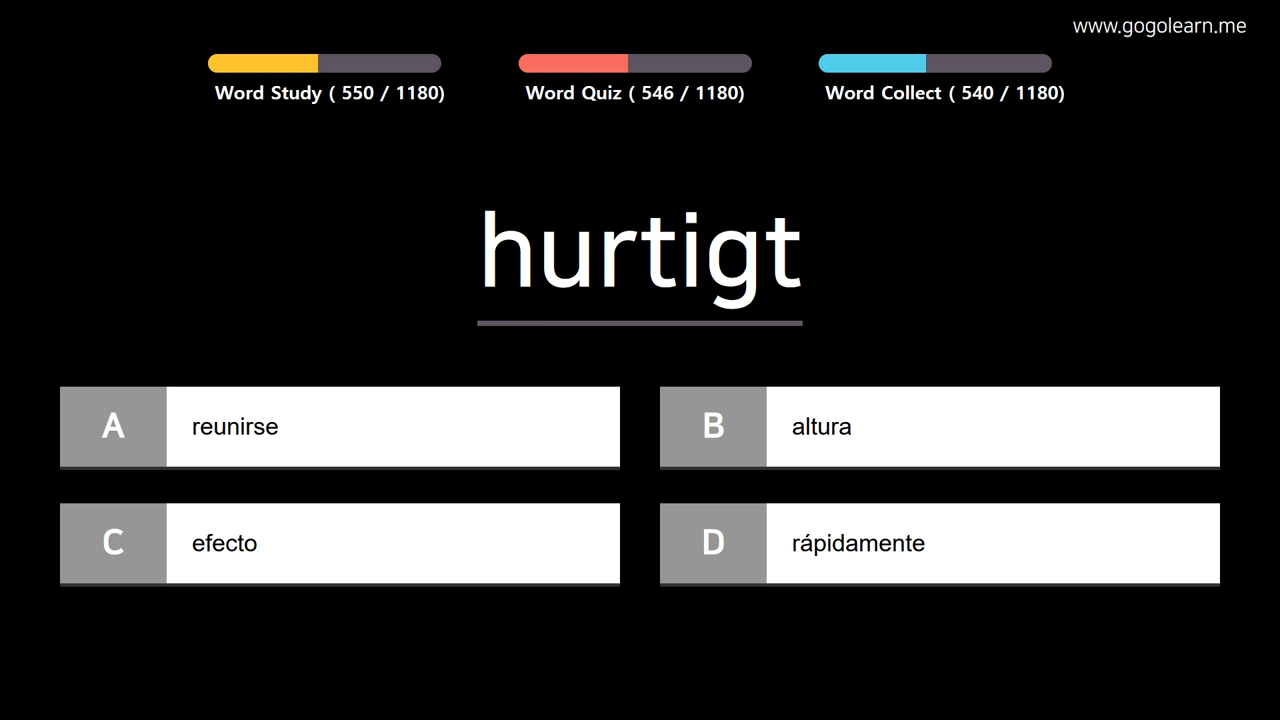 www.gogolearn.me
Word Study ( 550 / 1180)
Word Quiz ( 546 / 1180)
Word Collect ( 540 / 1180)
hurtigt
A reunirse
B altura
C efecto
D rápidamente